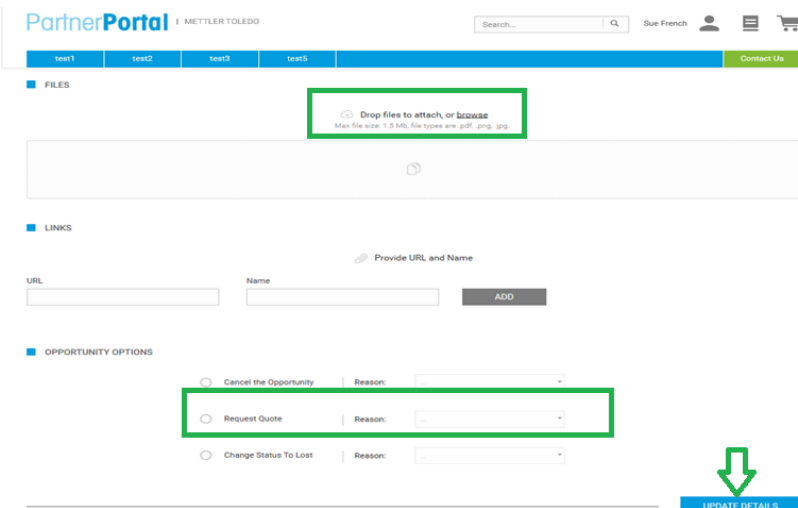 PartnerPortal | METTLER TOLEDO
Search...
Sue French
test1 test2 test3 test5 Contact Us
FILES
Drop files to attach, or browse
Max file size: 1.5 Mb, file types are .pdf, .png, .jpg.
LINKS
Provide URL and Name
URL Name
ADD
OPPORTUNITY OPTIONS
Cancel the Opportunity | Reason: ...
Request Quote | Reason: ...
Change Status To Lost | Reason: ...
UPDATE DETAILS